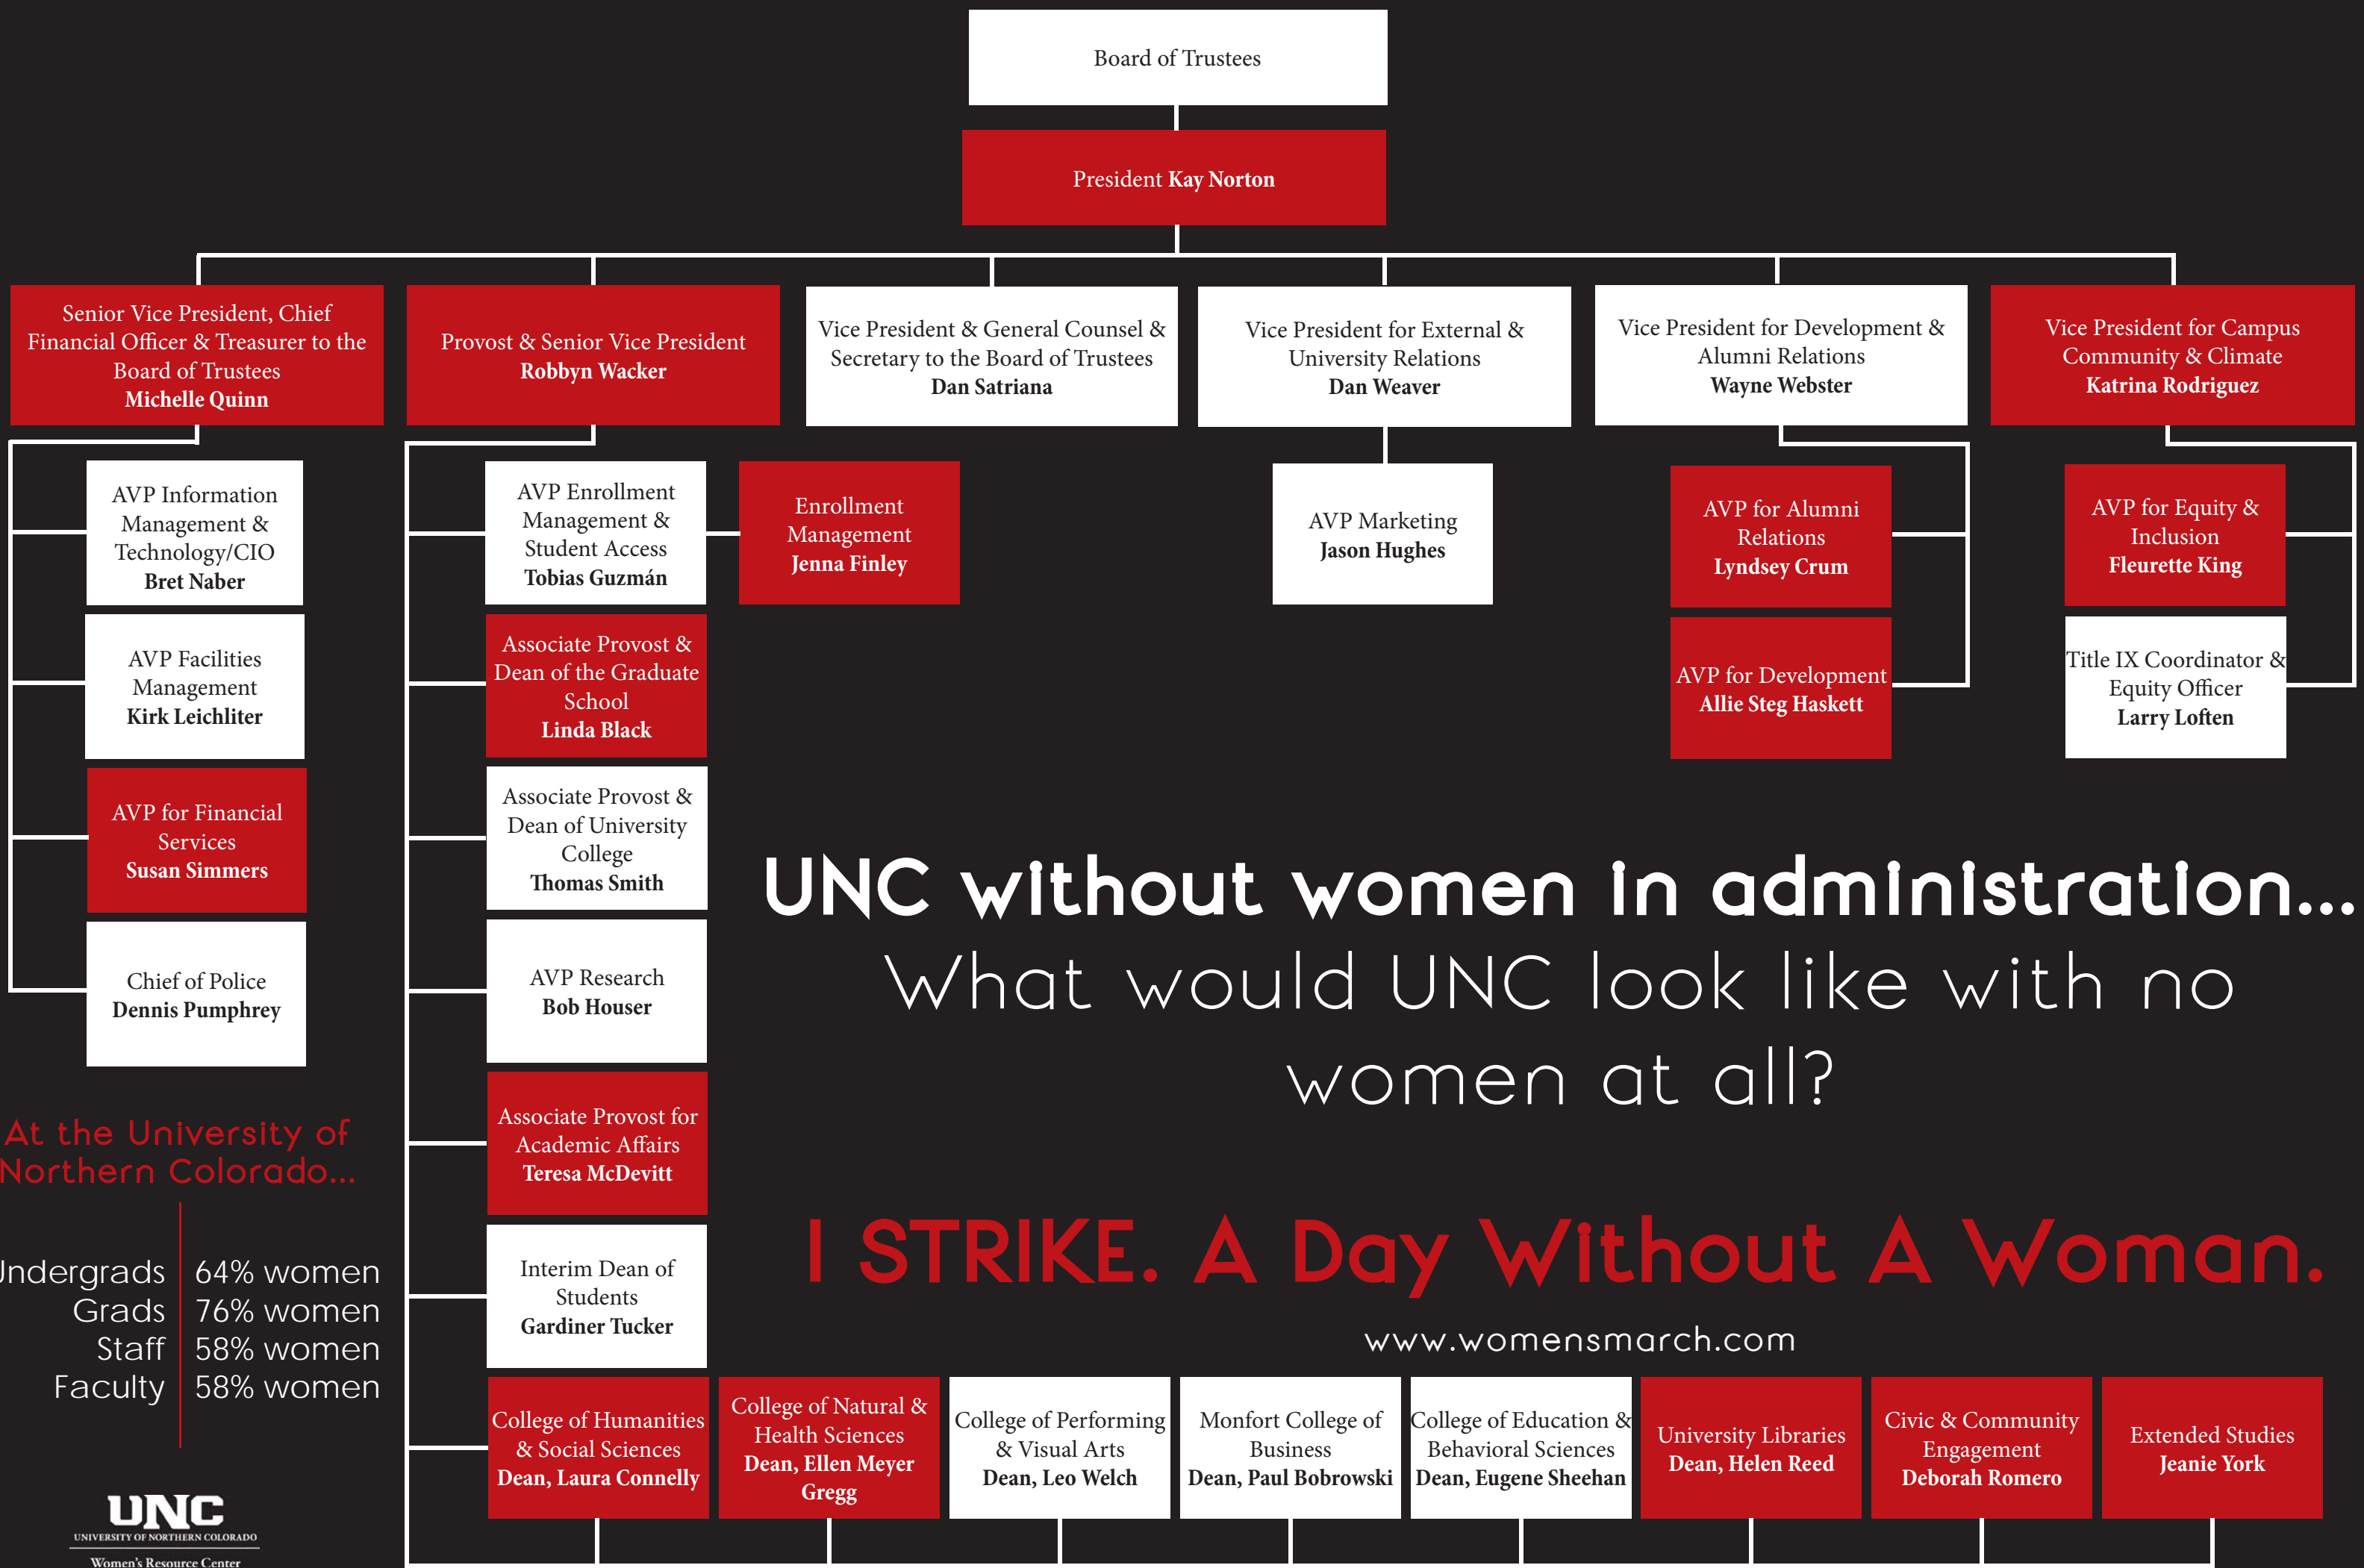 Board of Trustees
President Kay Norton
Senior Vice President, Chief
Financial Officer & Treasurer to the
Board of Trustees
Michelle Quinn
Provost & Senior Vice President
Robbyn Wacker
Vice President & General Counsel &
Secretary to the Board of Trustees
Dan Satriana
Vice President for External &
University Relations
Dan Weaver
Vice President for Development &
Alumni Relations
Wayne Webster
Vice President for Campus
Community & Climate
Katrina Rodriguez
AVP Information
Management &
Technology/CIO
Bret Naber
AVP Facilities
Management
Kirk Leichliter
AVP for Financial
Services
Susan Simmers
Chief of Police
Dennis Pumphrey
AVP Enrollment
Management &
Student Access
Tobias Guzmán
Enrollment
Management
Jenna Finley
Associate Provost &
Dean of the Graduate
School
Linda Black
Associate Provost &
Dean of University
College
Thomas Smith
AVP Research
Bob Houser
Associate Provost for
Academic Affairs
Teresa McDevitt
Interim Dean of
Students
Gardiner Tucker
AVP Marketing
Jason Hughes
AVP for Alumni
Relations
Lyndsey Crum
AVP for Development
Allie Steg Haskett
AVP for Equity &
Inclusion
Fleurette King
Title IX Coordinator &
Equity Officer
Larry Loften
UNC without women in administration...
What would UNC look like with no
women at all?
I STRIKE. A Day Without A Woman.
www.womensmarch.com
At the University of
Northern Colorado...
Undergrads 64% women
Grads 76% women
Staff 58% women
Faculty 58% women
College of Humanities
& Social Sciences
Dean, Laura Connelly
College of Natural &
Health Sciences
Dean, Ellen Meyer
Gregg
College of Performing
& Visual Arts
Dean, Leo Welch
Monfort College of
Business
Dean, Paul Bobrowski
College of Education &
Behavioral Sciences
Dean, Eugene Sheehan
University Libraries
Dean, Helen Reed
Civic & Community
Engagement
Deborah Romero
Extended Studies
Jeanie York
UNC
UNIVERSITY OF NORTHERN COLORADO
Women's Resource Center